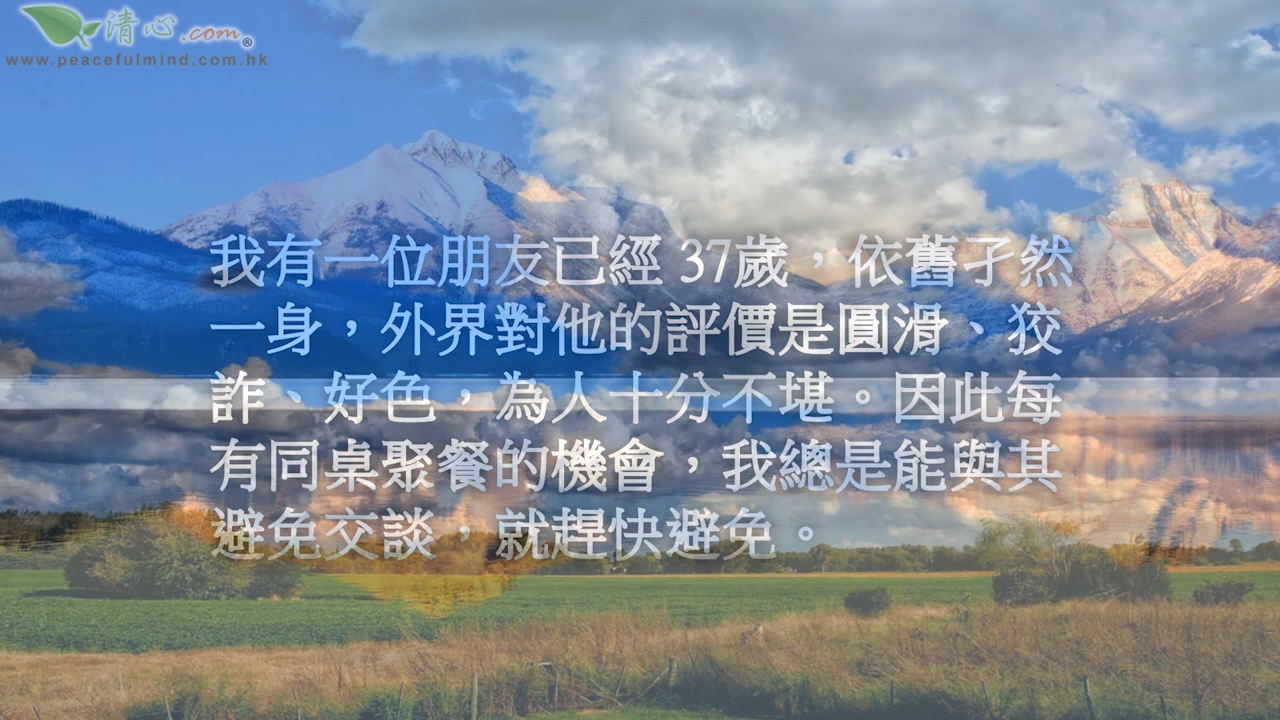 清心.com®
www.peacefulmind.com.hk
我有一位朋友已經 37歲，依舊孑然
一身，外界對他的評價是圓滑、狡
詐、好色，為人十分不堪。因此每
有同桌聚餐的機會，我總是能與其
避免交談，就趕快避免。